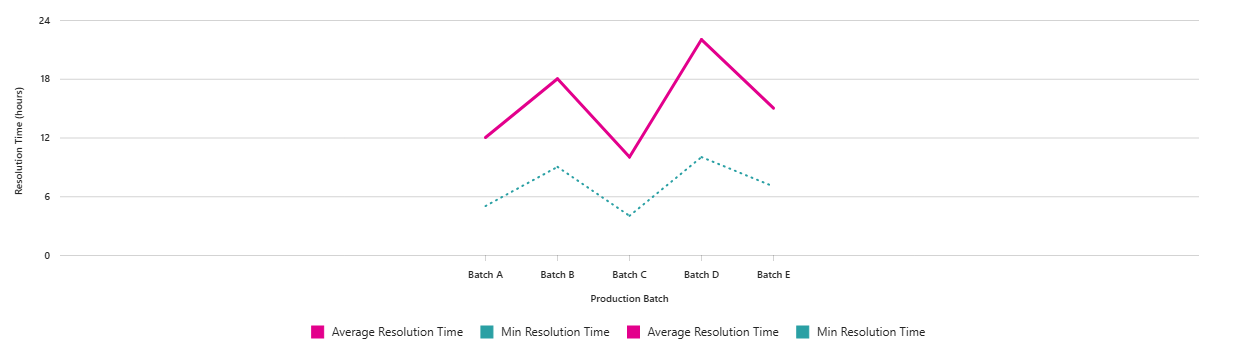 24
18
12
6
0
Resolution Time (hours)
Batch A Batch B Batch C Batch D Batch E
Production Batch
Average Resolution Time Min Resolution Time Average Resolution Time Min Resolution Time